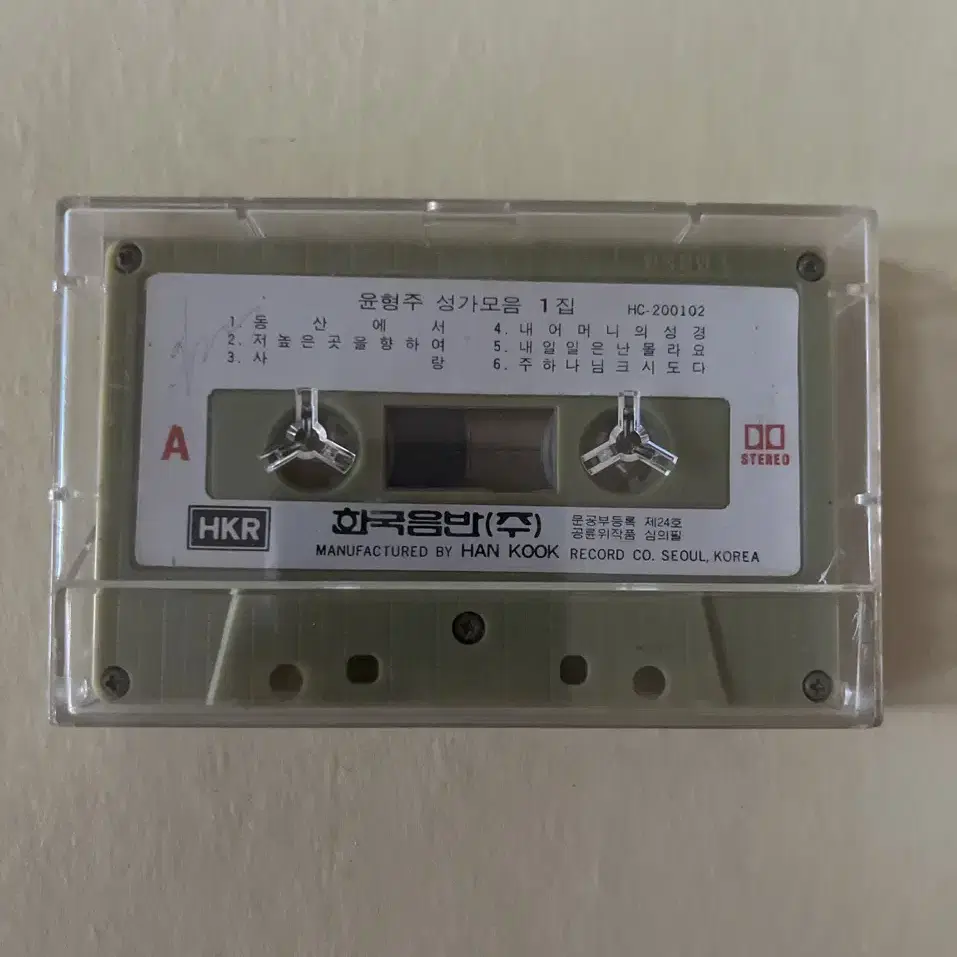 윤형주 성가모음 1집
HC-200102
1. 동산에서
2. 저높은곳을향하여
3. 사랑
4. 내어머니의성경
5. 내일일은난몰라요
6. 주하나님크시도다
A
STEREO
HKR
한국음반(주)
문공부등록 제24호
공륜위작품 심의필
MANUFACTURED BY HAN KOOK RECORD CO. SEOUL, KOREA